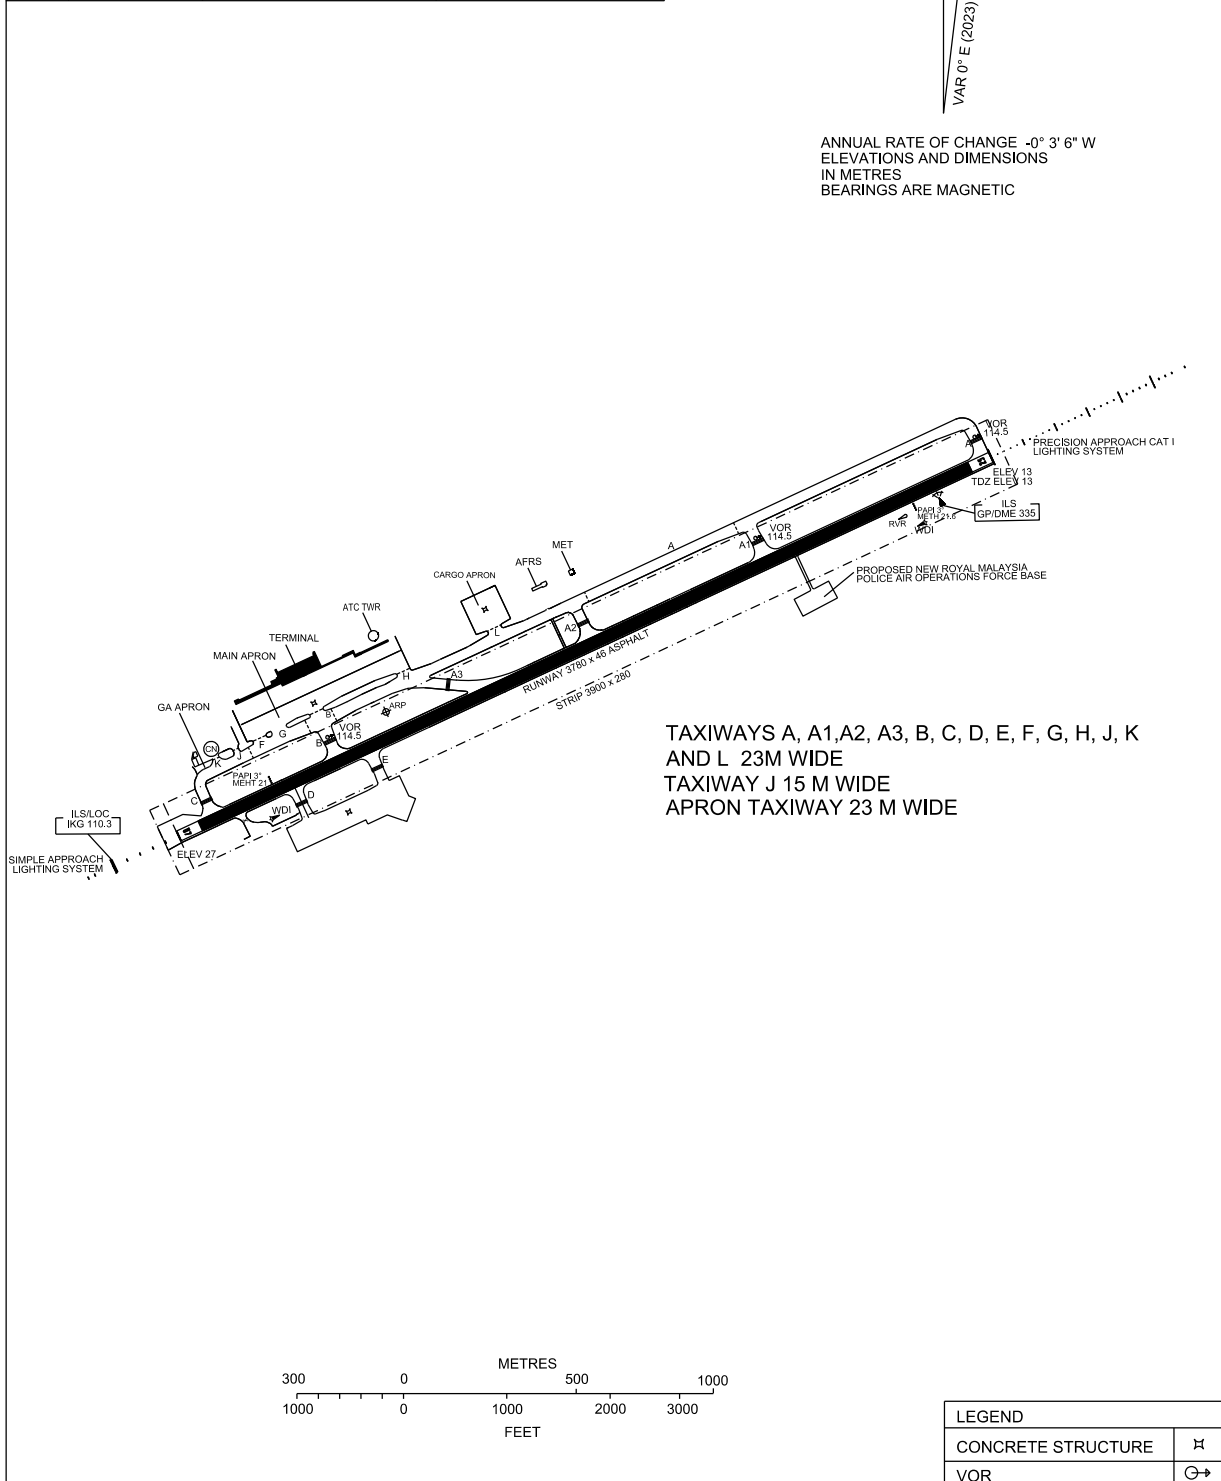 VAR 0° E (2023)
ANNUAL RATE OF CHANGE -0° 3' 6" W
ELEVATIONS AND DIMENSIONS
IN METRES
BEARINGS ARE MAGNETIC
VOR
114.5
A
PRECISION APPROACH CAT I
LIGHTING SYSTEM
ELEV 13
TDZ ELEV 13
ILS
GP/DME 335
PAPI 3°
METH 21.6
RVR
WDI
VOR
114.5
A1
A
MET
AFRS
CARGO APRON
PROPOSED NEW ROYAL MALAYSIA
POLICE AIR OPERATIONS FORCE BASE
ATC TWR
L
A2
TERMINAL
MAIN APRON
RUNWAY 3780 x 46 ASPHALT
STRIP 3900 x 280
H
A3
GA APRON
ARP
B
G
F
VOR
114.5
B
CN
J
K
E
PAPI 3°
MEHT 21
C
D
WDI
ILS/LOC
IKG 110.3
ELEV 27
SIMPLE APPROACH
LIGHTING SYSTEM
TAXIWAYS A, A1,A2, A3, B, C, D, E, F, G, H, J, K
AND L 23M WIDE
TAXIWAY J 15 M WIDE
APRON TAXIWAY 23 M WIDE
METRES
300 0 500 1000
1000 0 1000 2000 3000
FEET
LEGEND
CONCRETE STRUCTURE
VOR